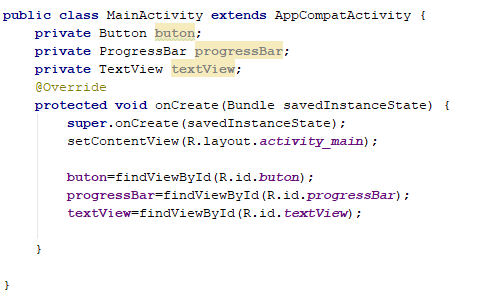 public class MainActivity extends AppCompatActivity {
    private Button buton;
    private ProgressBar progressBar;
    private TextView textView;
    @Override
    protected void onCreate(Bundle savedInstanceState) {
        super.onCreate(savedInstanceState);
        setContentView(R.layout.activity_main);
        buton=findViewById(R.id.buton);
        progressBar=findViewById(R.id.progressBar);
        textView=findViewById(R.id.textView);
    }
}